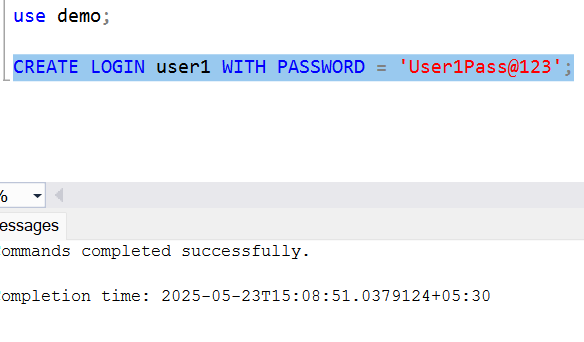 use demo;
CREATE LOGIN user1 WITH PASSWORD = 'User1Pass@123';
%
essages
ommands completed successfully.
ompletion time: 2025-05-23T15:08:51.0379124+05:30